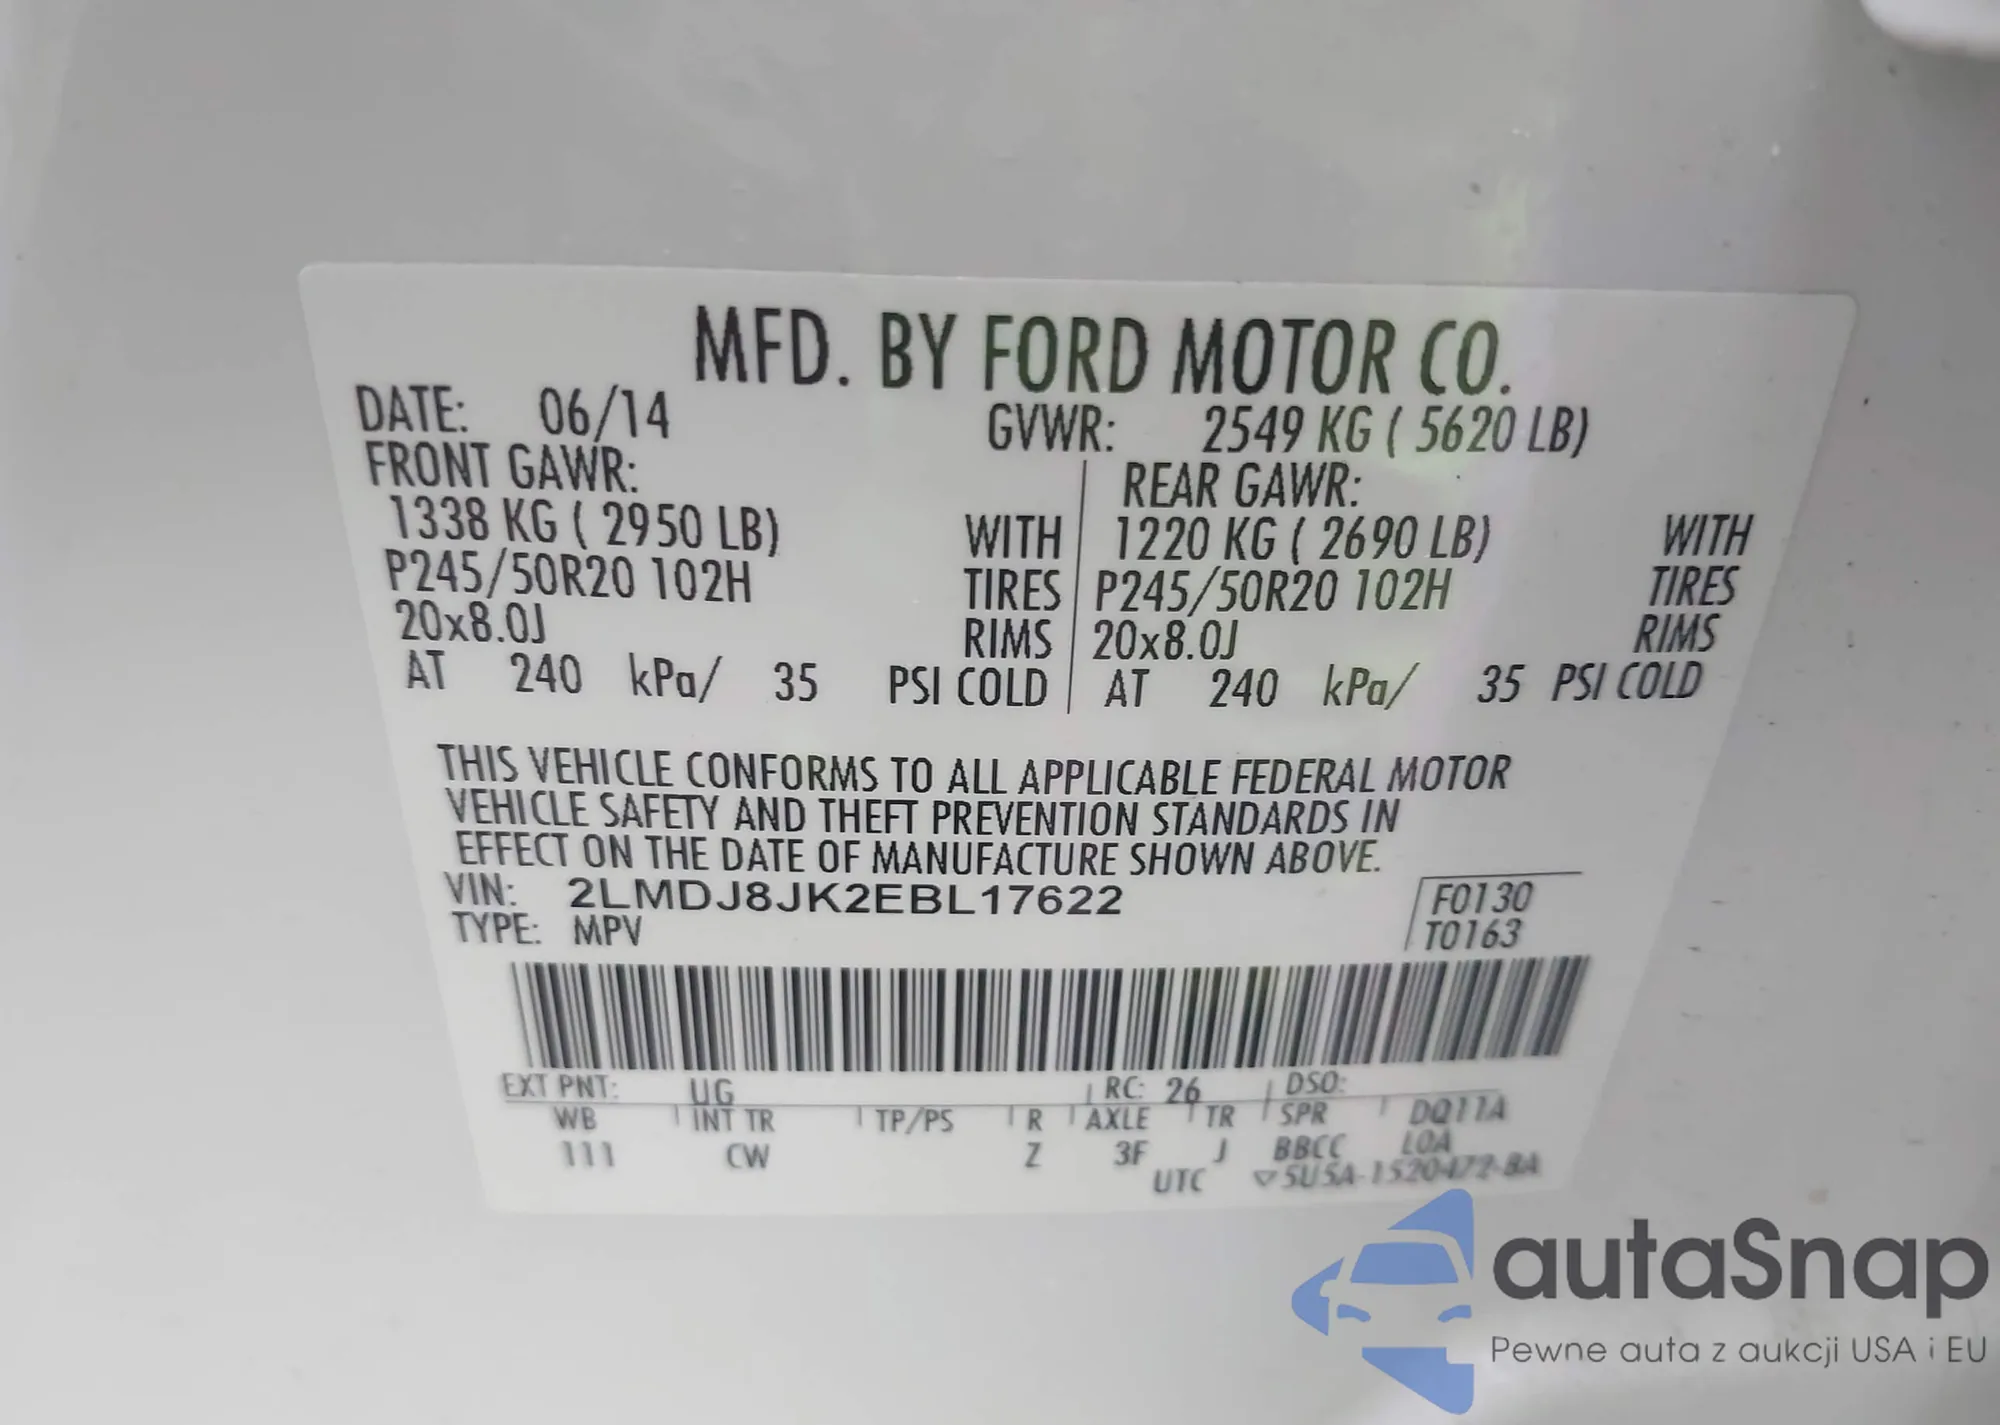 MFD. BY FORD MOTOR CO.
DATE: 06/14 GVWR: 2549 KG ( 5620 LB)
FRONT GAWR: REAR GAWR:
1338 KG ( 2950 LB) WITH 1220 KG ( 2690 LB) WITH
P245/50R20 102H TIRES P245/50R20 102H TIRES
20x8.0J RIMS 20x8.0J RIMS
AT 240 kPa/ 35 PSI COLD AT 240 kPa/ 35 PSI COLD
THIS VEHICLE CONFORMS TO ALL APPLICABLE FEDERAL MOTOR
VEHICLE SAFETY AND THEFT PREVENTION STANDARDS IN
EFFECT ON THE DATE OF MANUFACTURE SHOWN ABOVE.
VIN: 2LMDJ8JK2EBL17622 F0130
TYPE: MPV T0163
EXT PNT: UG RC: 26 DSO:
WB INT TR TP/PS R AXLE TR SPR DQ11A
111 CW Z 3F J BBCC LOA
UTC ▽5U5A-1520472-BA
autaSnap
Pewne auta z aukcji USA i EU